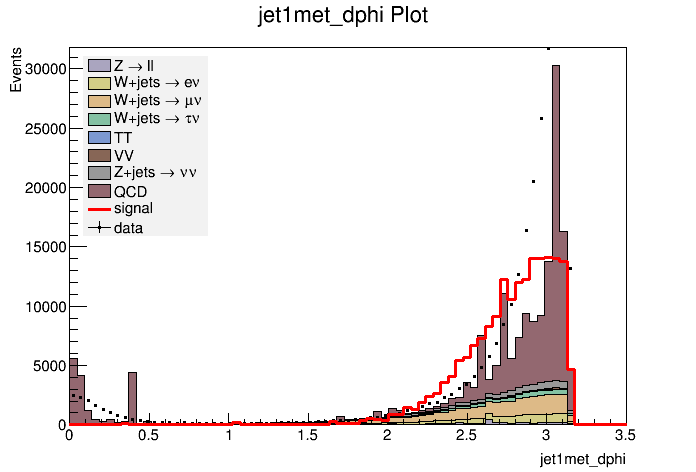 jet1met_dphi Plot
Events
30000
25000
20000
15000
10000
5000
0
Z → ll
W+jets → eν
W+jets → μν
W+jets → τν
TT
VV
Z+jets → νν
QCD
signal
data
0 0.5 1 1.5 2 2.5 3 3.5
jet1met_dphi